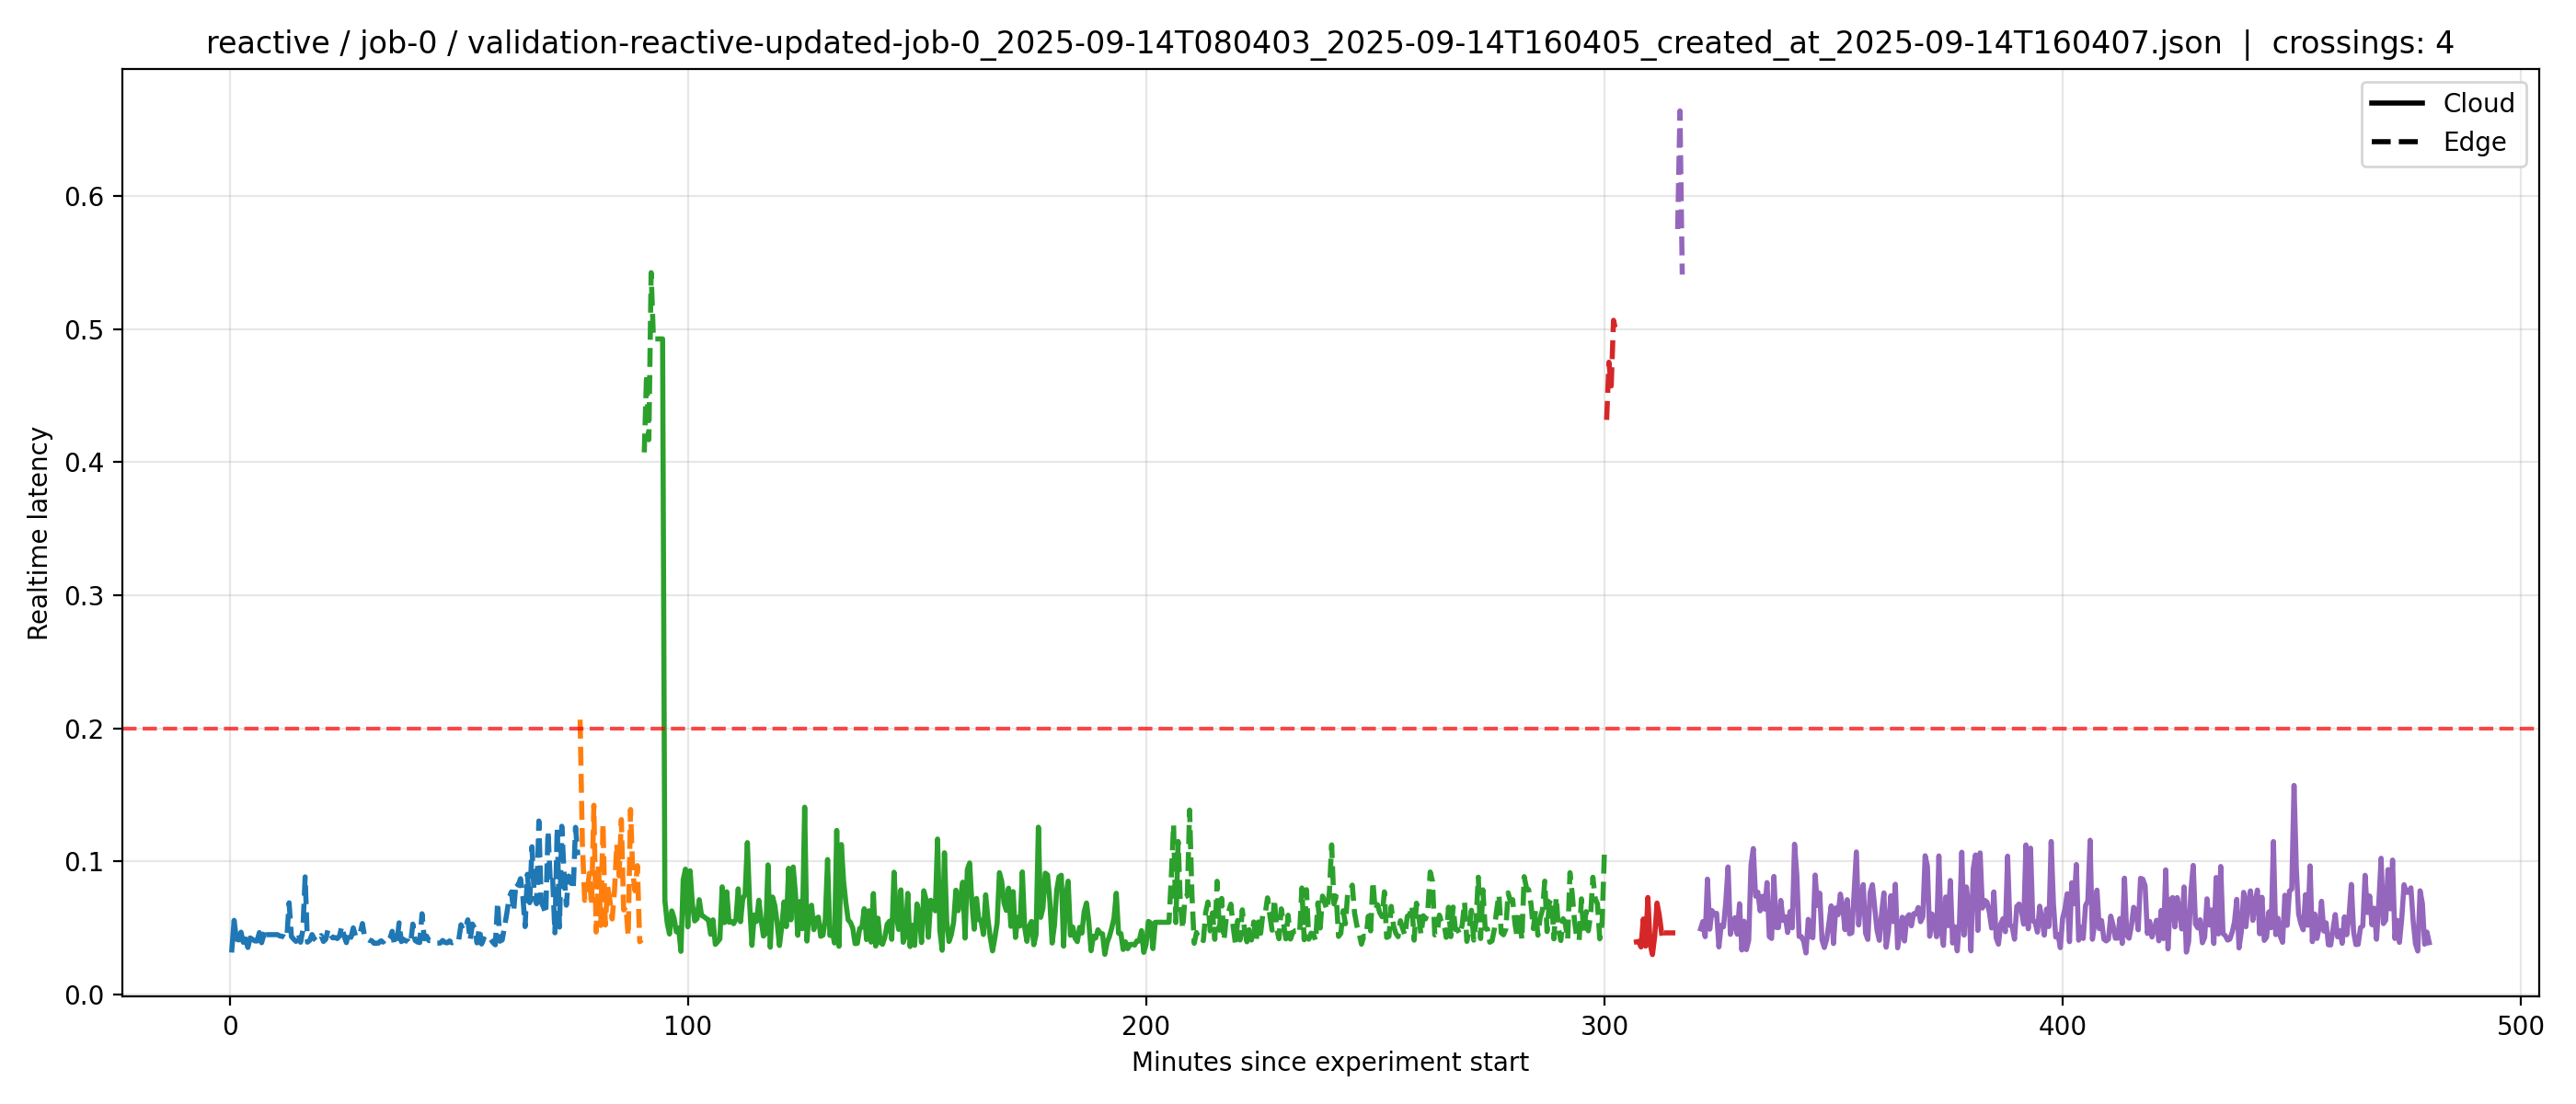 reactive / job-0 / validation-reactive-updated-job-0_2025-09-14T080403_2025-09-14T160405_created_at_2025-09-14T160407.json | crossings: 4
Cloud
Edge
Realtime latency
0.6
0.5
0.4
0.3
0.2
0.1
0.0
0
100
200
300
400
500
Minutes since experiment start